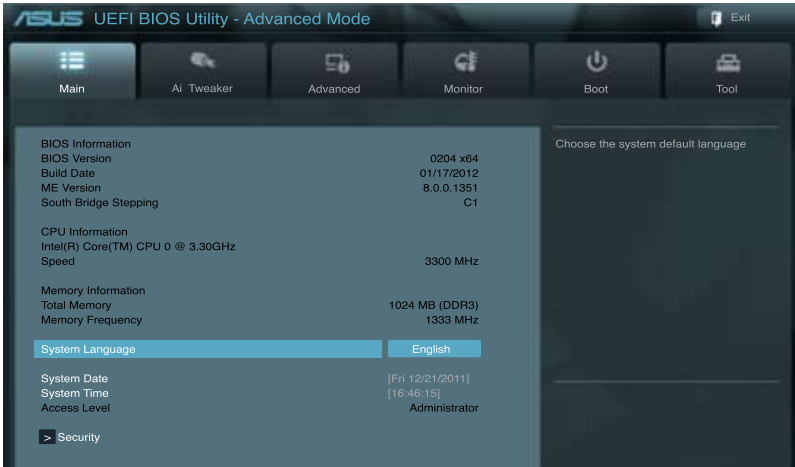 ASUS UEFI BIOS Utility - Advanced Mode
Exit
Main Ai Tweaker Advanced Monitor Boot Tool
BIOS Information
BIOS Version 0204 x64
Build Date 01/17/2012
ME Version 8.0.0.1351
South Bridge Stepping C1
CPU Information
Intel(R) Core(TM) CPU 0 @ 3.30GHz
Speed 3300 MHz
Memory Information
Total Memory 1024 MB (DDR3)
Memory Frequency 1333 MHz
System Language English
System Date [Fri 12/21/2011]
System Time [16:46:15]
Access Level Administrator
> Security
Choose the system default language